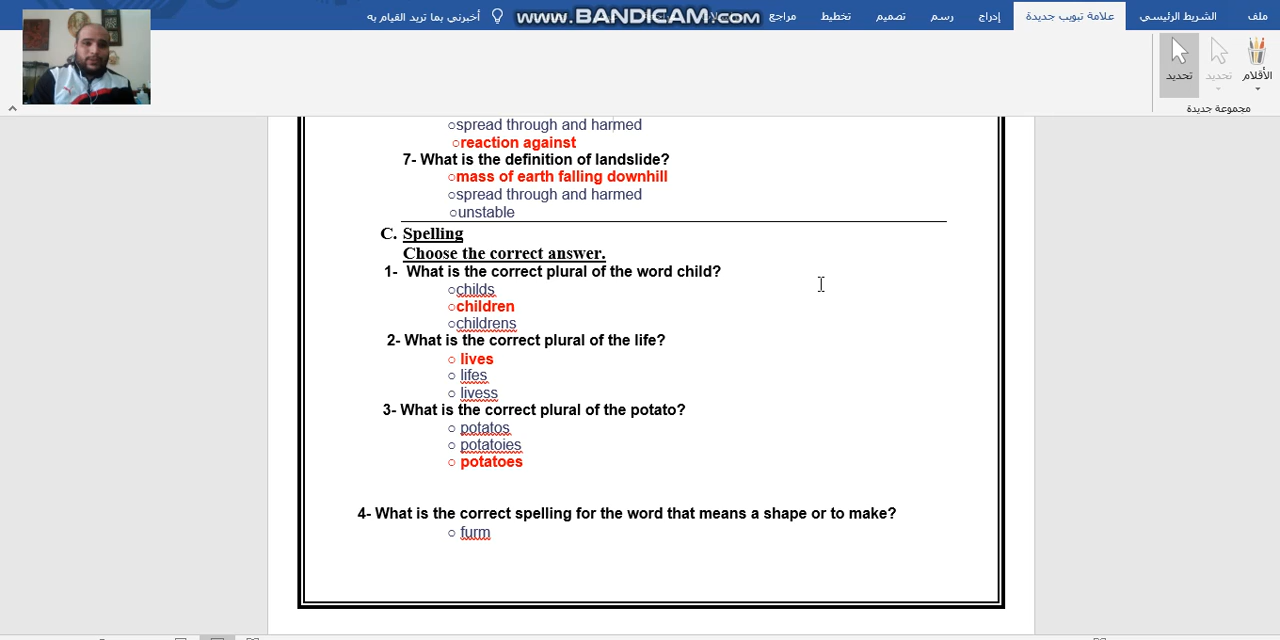 ملف الشريط الرئيسي علامة تبويب جديدة إدراج رسم تصميم تخطيط مراجع أخبرني بما تريد القيام به
www.BANDICAM.com
الأقلام تحديد تحديد
مجموعة جديدة
○spread through and harmed
○reaction against
7- What is the definition of landslide?
○mass of earth falling downhill
○spread through and harmed
○unstable
C. Spelling
Choose the correct answer.
1- What is the correct plural of the word child?
○childs
○children
○childrens
2- What is the correct plural of the life?
○ lives
○ lifes
○ livess
3- What is the correct plural of the potato?
○ potatos
○ potatoies
○ potatoes
4- What is the correct spelling for the word that means a shape or to make?
○ furm